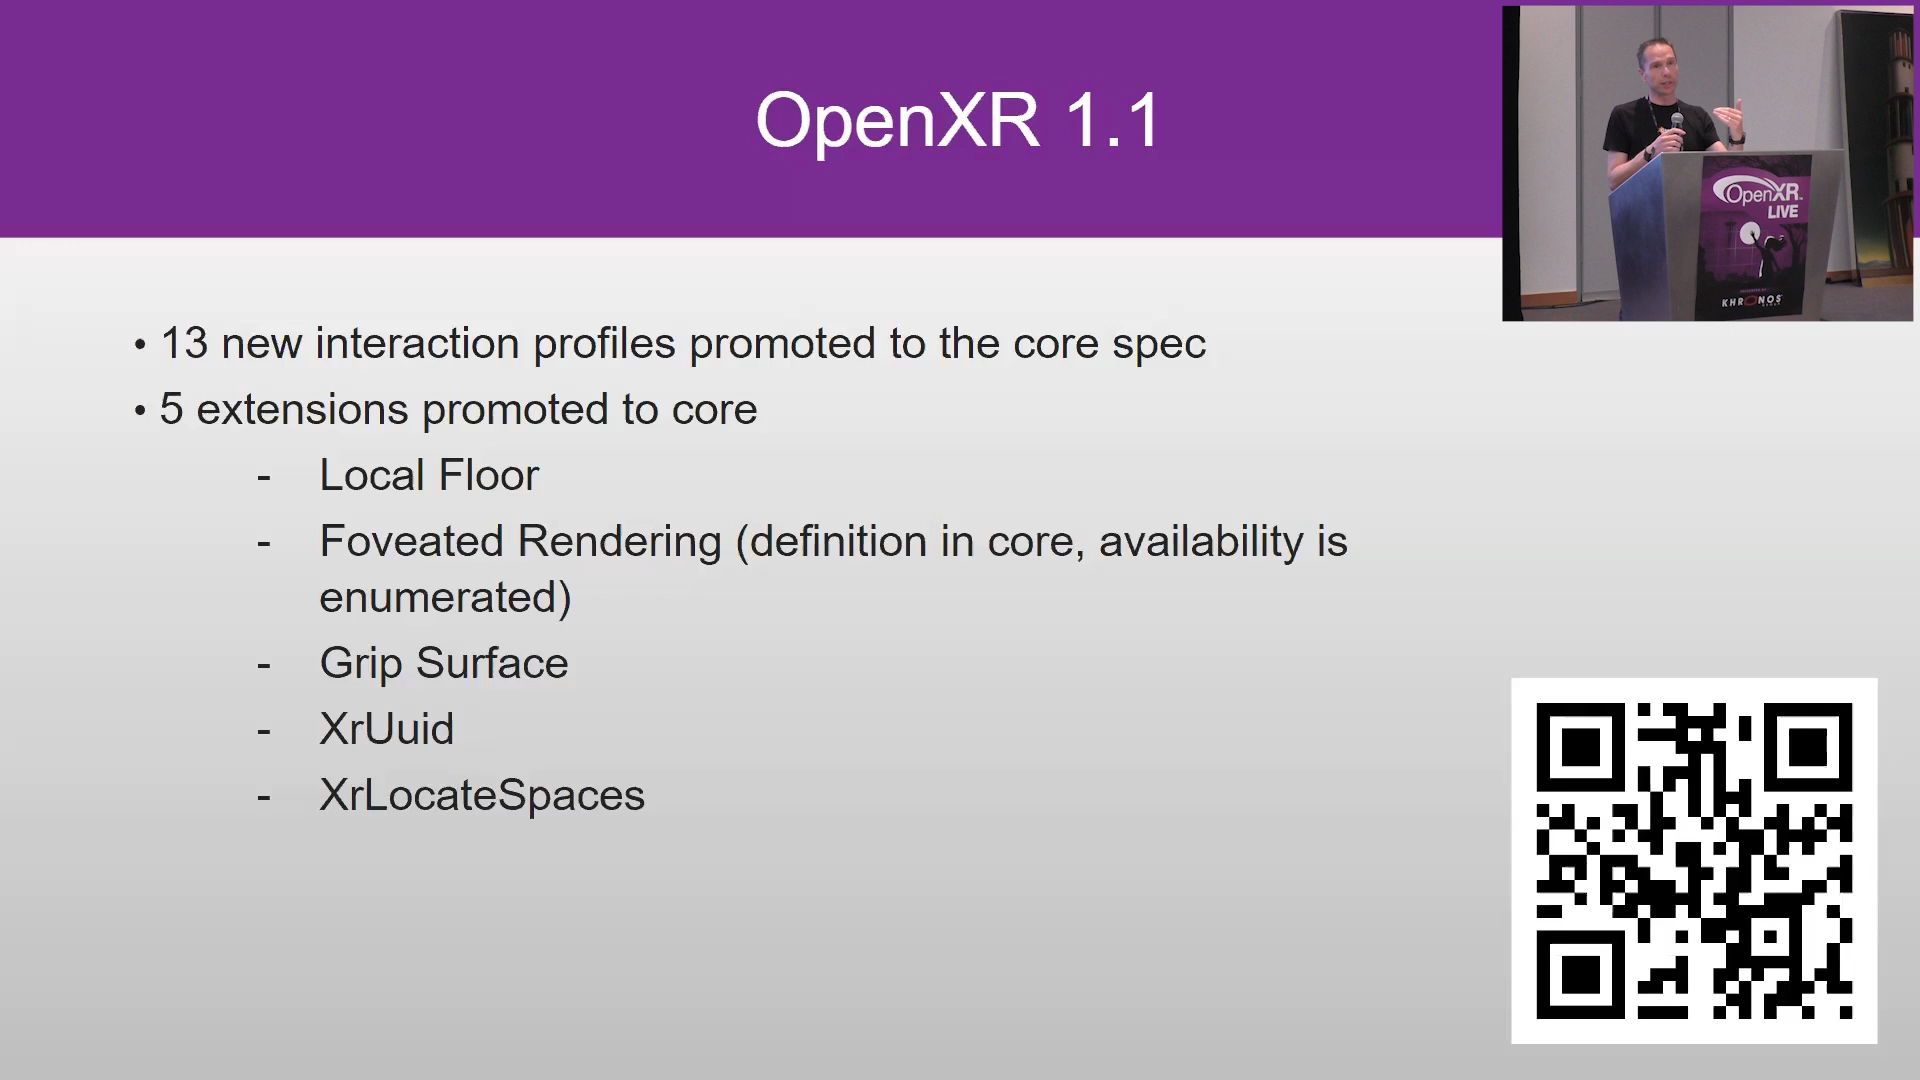 OpenXR 1.1
OpenXR
LIVE
KHRONOS
• 13 new interaction profiles promoted to the core spec
• 5 extensions promoted to core
- Local Floor
- Foveated Rendering (definition in core, availability is
enumerated)
- Grip Surface
- XrUuid
- XrLocateSpaces